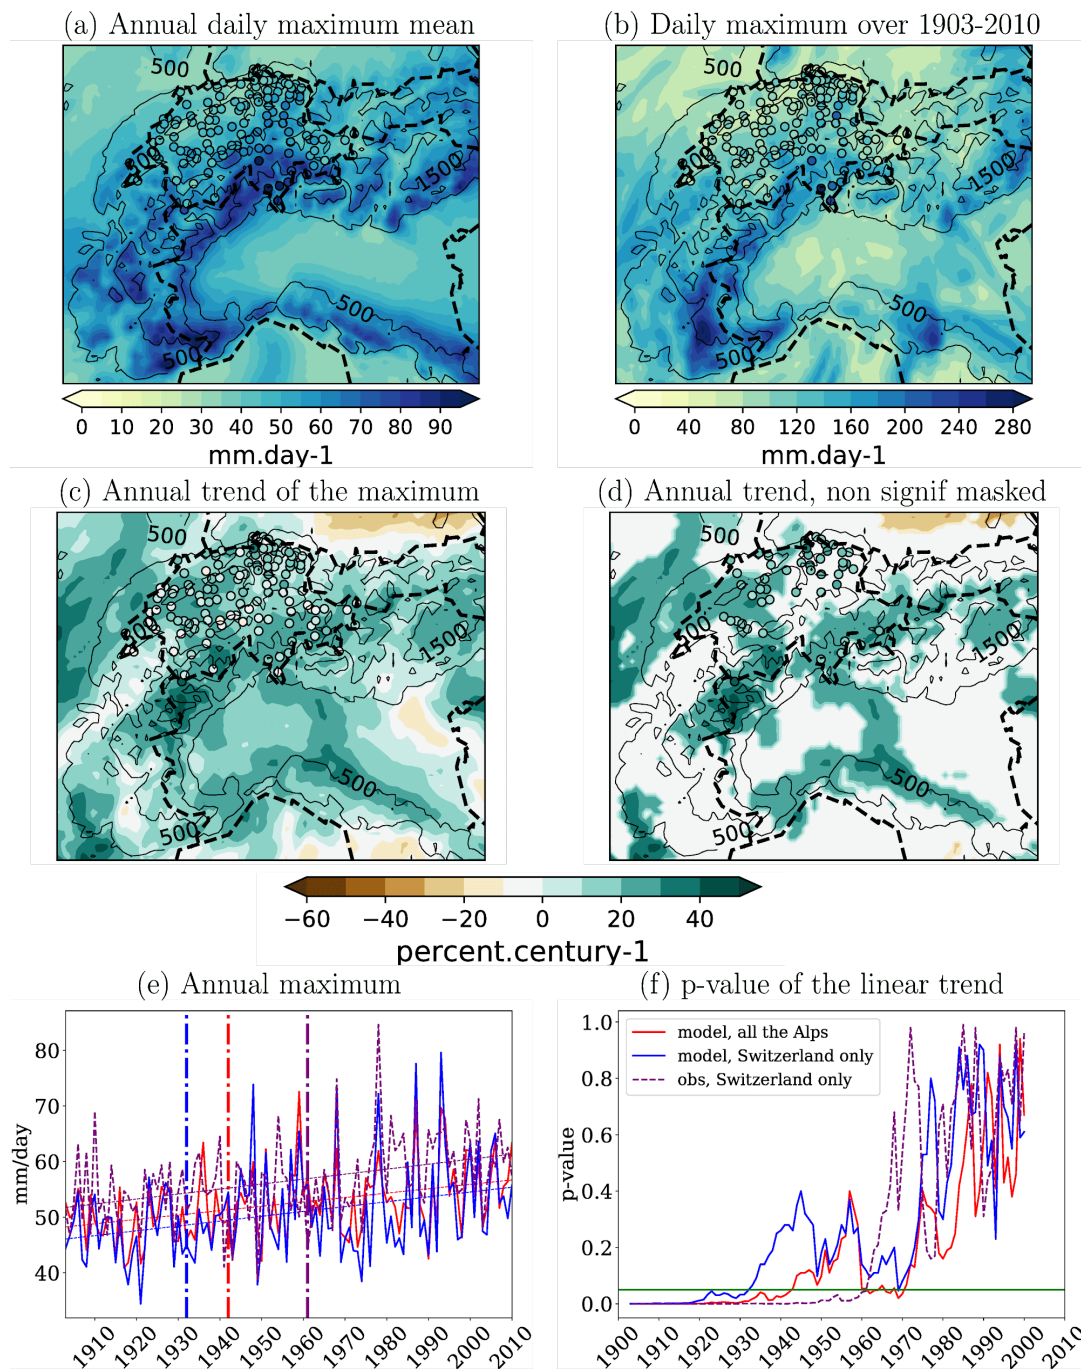 (a) Annual daily maximum mean
(b) Daily maximum over 1903-2010
500
500
1500
500
500
500
500
1500
500
500
0 10 20 30 40 50 60 70 80 90
mm.day-1
0 40 80 120 160 200 240 280
mm.day-1
(c) Annual trend of the maximum
(d) Annual trend, non signif masked
500
500
1500
500
500
500
500
1500
500
500
−60 −40 −20 0 20 40
percent.century-1
(e) Annual maximum
(f) p-value of the linear trend
mm/day
80
70
60
50
40
1910 1920 1930 1940 1950 1960 1970 1980 1990 2000 2010
p-value
1.0
0.8
0.6
0.4
0.2
0.0
model, all the Alps
model, Switzerland only
obs, Switzerland only
1900 1910 1920 1930 1940 1950 1960 1970 1980 1990 2000 2010